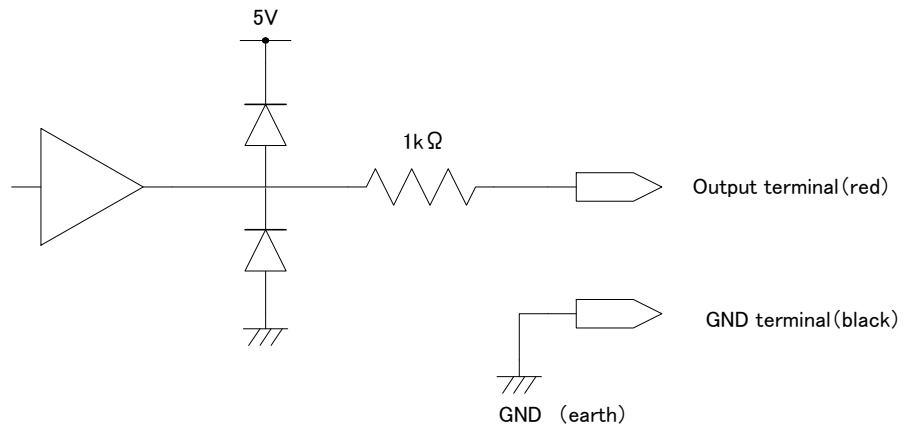 5V
1kΩ
Output terminal(red)
GND terminal(black)
GND (earth)